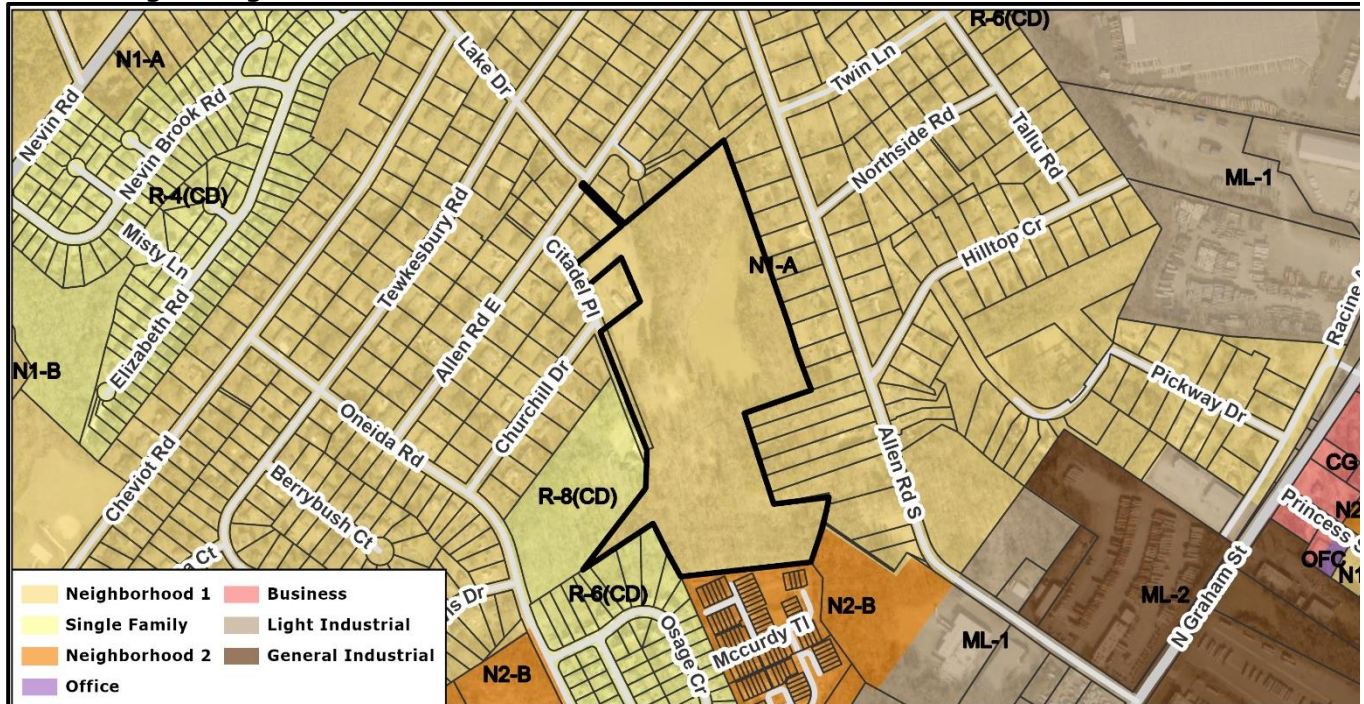 R-6(CD)
N1-A
Lake Dr
Twin Ln
Nevin Rd
Nevin Brook Rd
Northside Rd
Tallu Rd
ML-1
R-4(CD)
Misty Ln
Tewkesbury Rd
Citadel Pl
Hilltop Cr
N1-A
Elizabeth Rd
Allen Rd E
Racine A
N1-B
Churchill Dr
Pickway Dr
Oneida Rd
Cheviot Rd
Allen Rd S
CG
Berrybush Ct
R-8(CD)
N2
Princess S
a Ct
OFC
N1
N Graham St
is Dr
R-6(CD)
N2-B
ML-2
Osage Cr
Mccurdy Tl
ML-1
N2-B
Neighborhood 1
Single Family
Neighborhood 2
Office
Business
Light Industrial
General Industrial